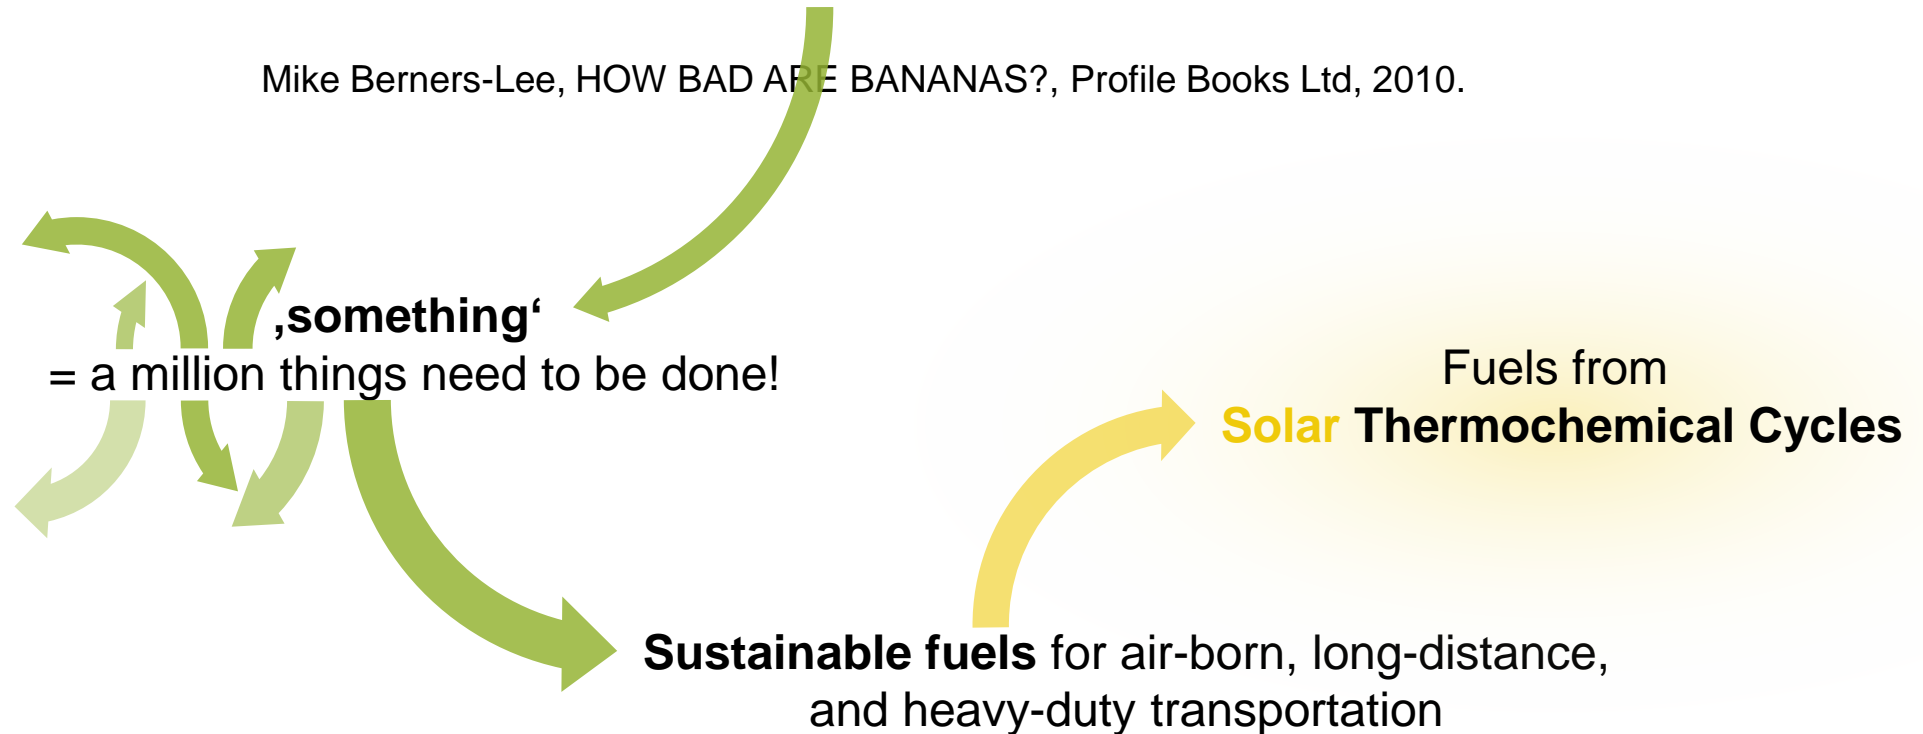 Mike Berners-Lee, HOW BAD ARE BANANAS?, Profile Books Ltd, 2010.
‚something‘
= a million things need to be done!
Fuels from
Solar Thermochemical Cycles
Sustainable fuels for air-born, long-distance,
and heavy-duty transportation